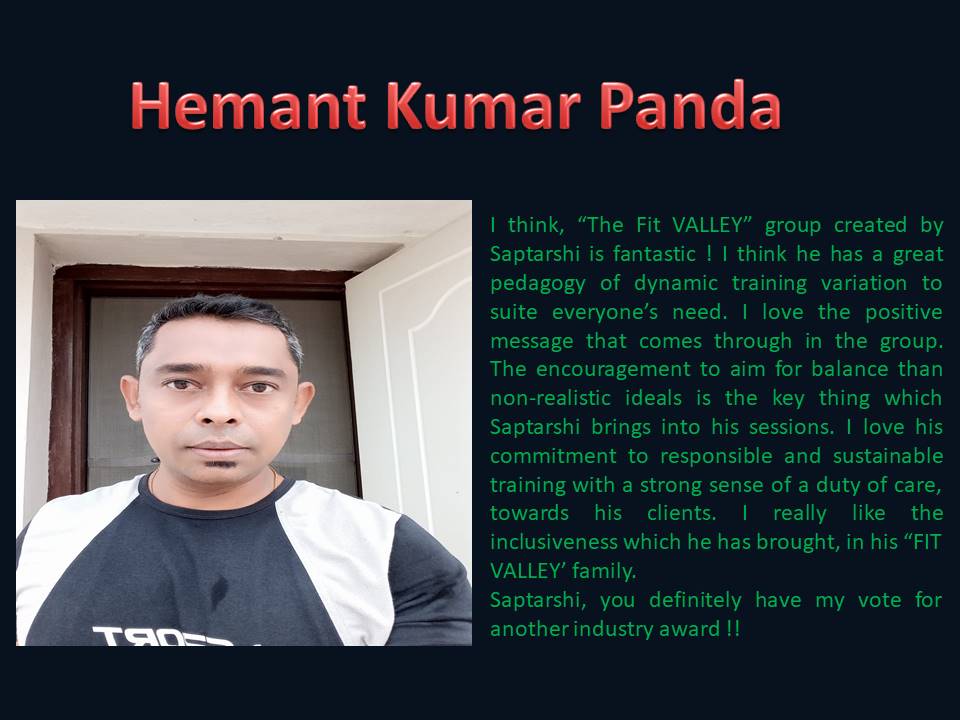 Hemant Kumar Panda
I think, “The Fit VALLEY” group created by
Saptarshi is fantastic ! I think he has a great
pedagogy of dynamic training variation to
suite everyone’s need. I love the positive
message that comes through in the group.
The encouragement to aim for balance than
non-realistic ideals is the key thing which
Saptarshi brings into his sessions. I love his
commitment to responsible and sustainable
training with a strong sense of a duty of care,
towards his clients. I really like the
inclusiveness which he has brought, in his “FIT
VALLEY’ family.
Saptarshi, you definitely have my vote for
another industry award !!